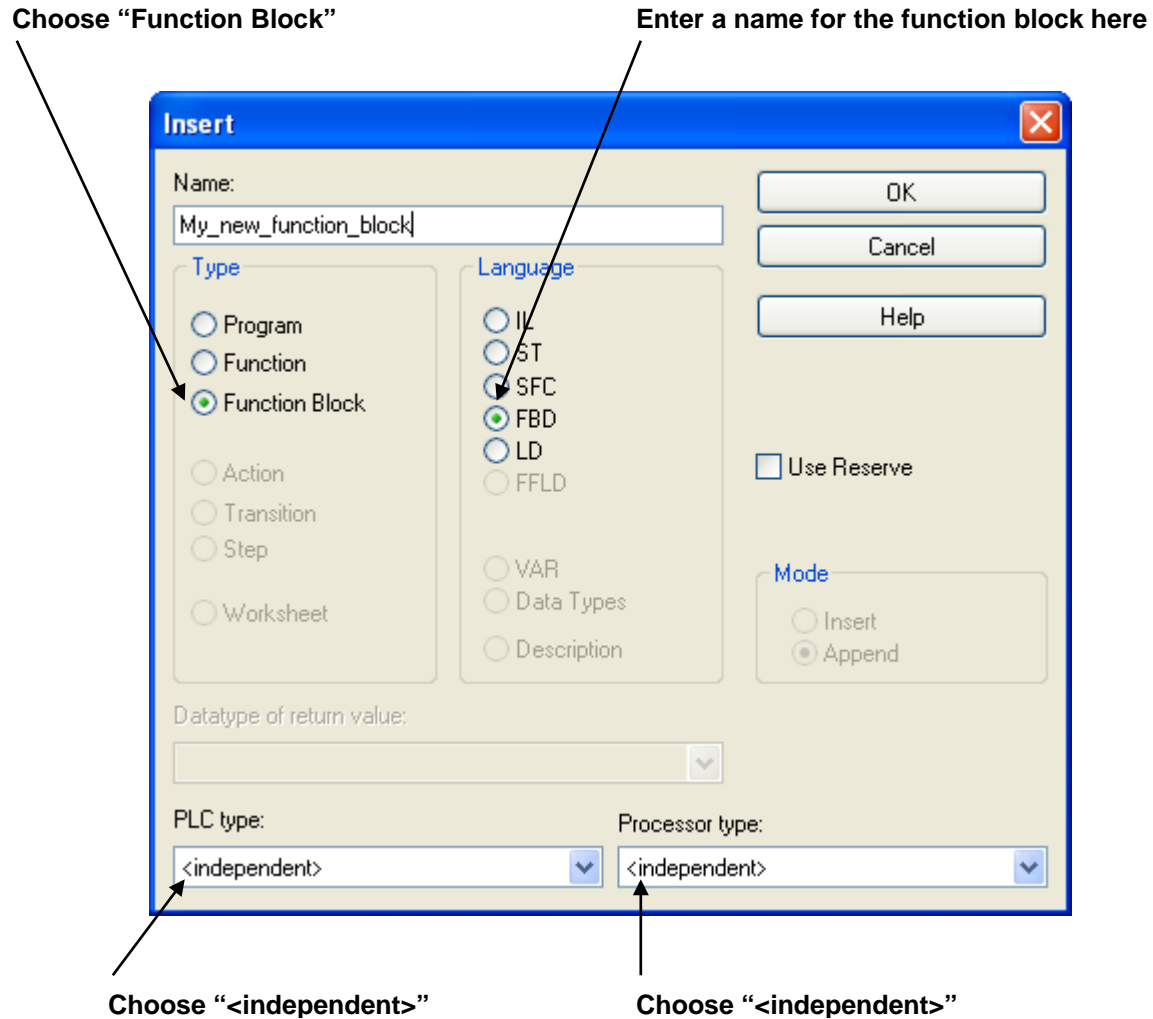 Choose “Function Block”
Enter a name for the function block here
Insert
Name:
My_new_function_block
OK
Cancel
Help
Type
Program
Function
Function Block
Action
Transition
Step
Worksheet
Language
IL
ST
SFC
FBD
LD
FFLD
VAR
Data Types
Description
Use Reserve
Mode
Insert
Append
Datatype of return value:
PLC type:
<independent>
Processor type:
<independent>
Choose “<independent>”
Choose “<independent>”